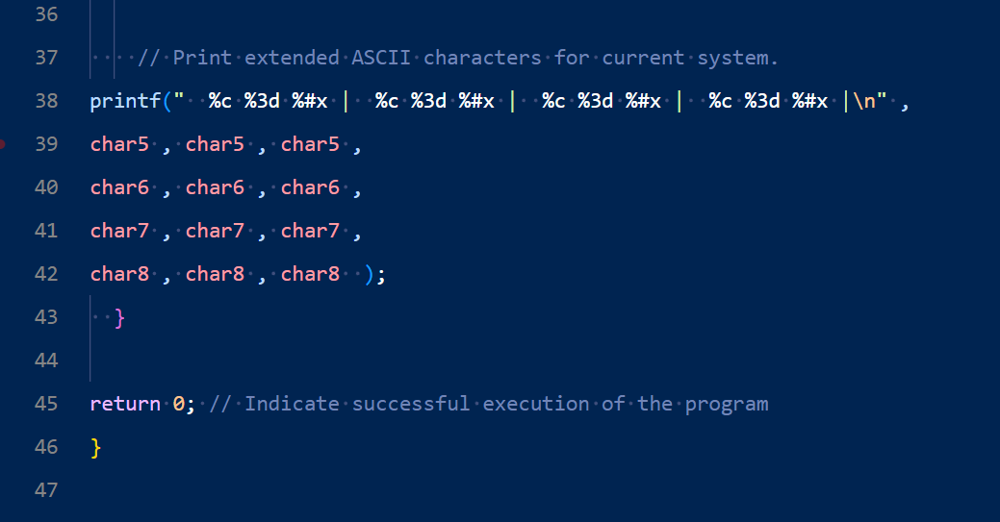 36
37     // Print extended ASCII characters for current system.
38 printf("  %c %3d %#x |  %c %3d %#x |  %c %3d %#x |  %c %3d %#x |\n" ,
39 char5 , char5 , char5 ,
40 char6 , char6 , char6 ,
41 char7 , char7 , char7 ,
42 char8 , char8 , char8  );
43   }
44
45 return 0; // Indicate successful execution of the program
46 }
47